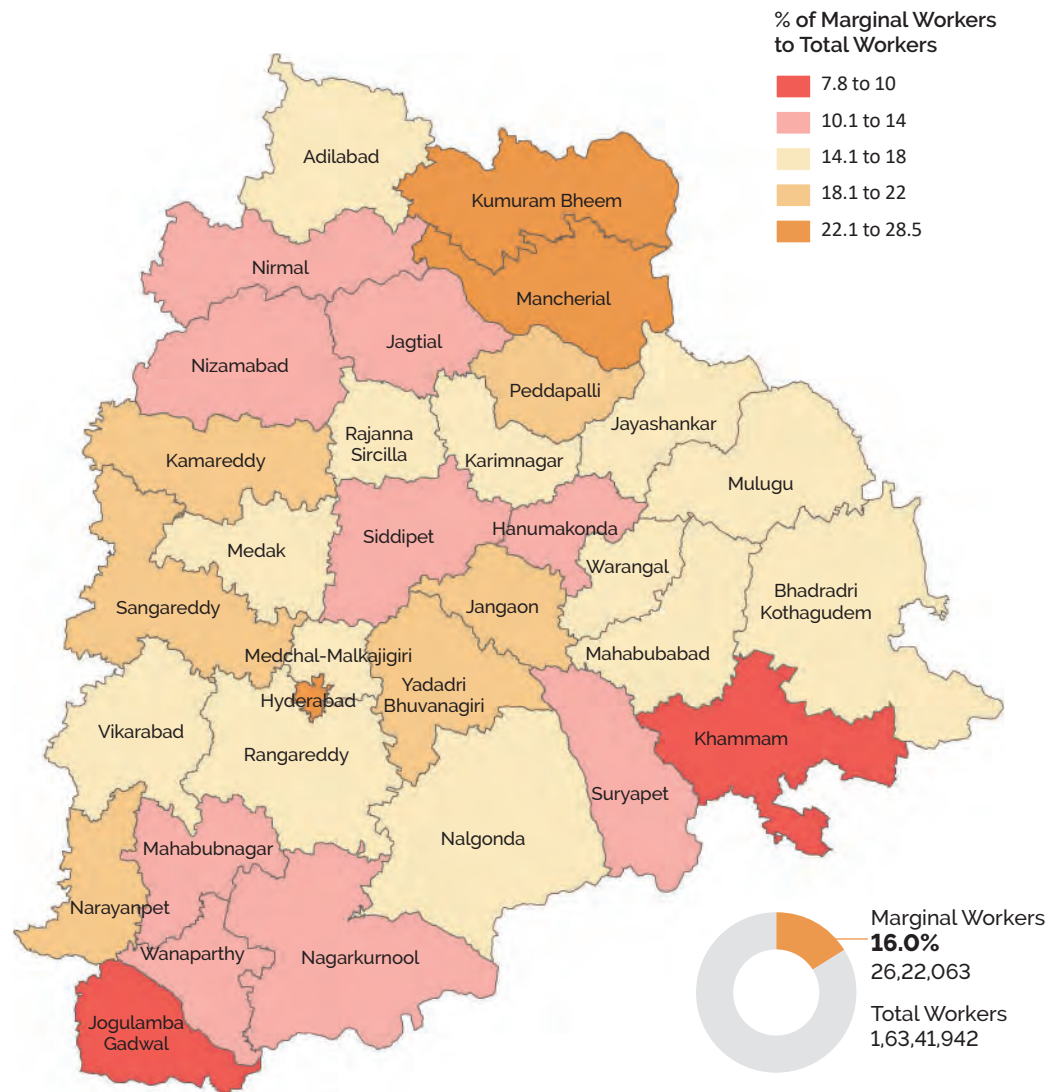 % of Marginal Workers
to Total Workers
7.8 to 10
10.1 to 14
14.1 to 18
18.1 to 22
22.1 to 28.5
Adilabad
Kumuram Bheem
Nirmal
Mancherial
Jagtial
Nizamabad
Peddapalli
Jayashankar
Rajanna
Sircilla
Karimnagar
Kamareddy
Mulugu
Siddipet
Hanumakonda
Medak
Warangal
Bhadradri
Kothagudem
Sangareddy
Jangaon
Medchal-Malkajigiri
Mahabubabad
Yadadri
Bhuvanagiri
Hyderabad
Vikarabad
Rangareddy
Khammam
Suryapet
Nalgonda
Mahabubnagar
Narayanpet
Wanaparthy
Nagarkurnool
Jogulamba
Gadwal
Marginal Workers
16.0%
26,22,063
Total Workers
1,63,41,942